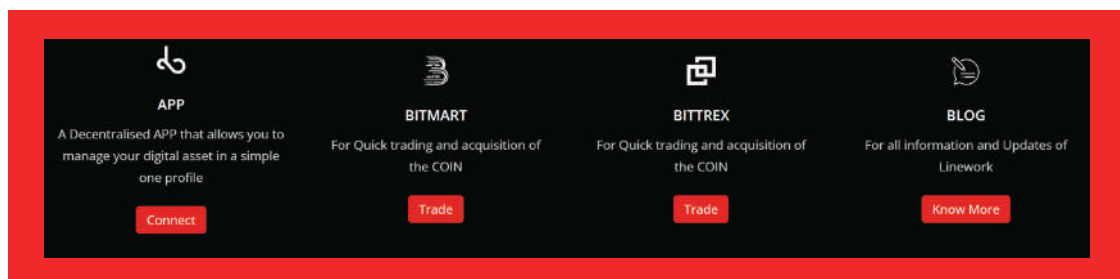 APP
A Decentralised APP that allows you to
manage your digital asset in a simple
one profile
Connect
BITMART
For Quick trading and acquisition of
the COIN
Trade
BITTREX
For Quick trading and acquisition of
the COIN
Trade
BLOG
For all information and Updates of
Linework
Know More